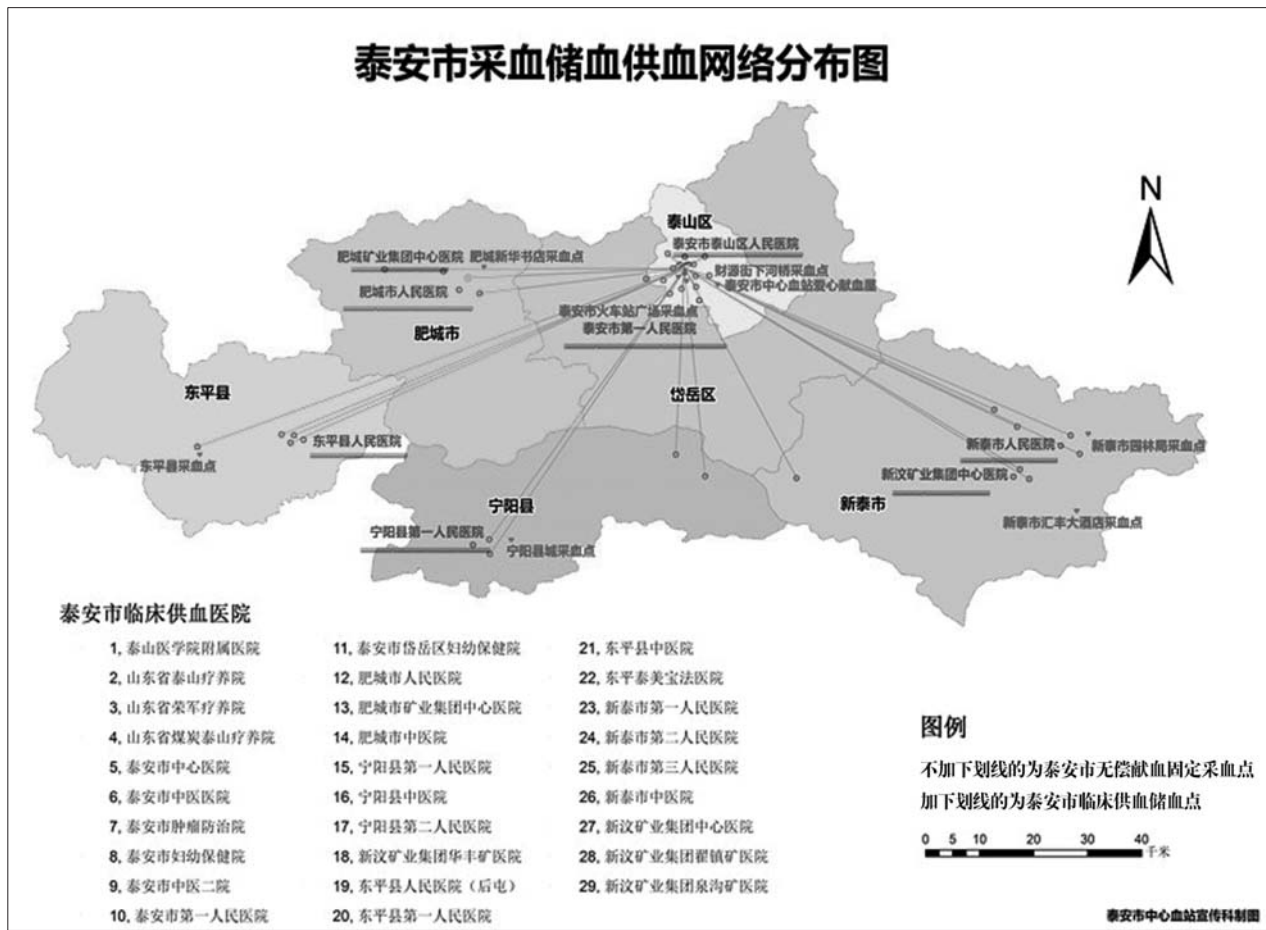 泰安市采血储血供血网络分布图
N
泰山区
泰安市泰山区人民医院
肥城矿业集团中心医院
肥城新华书店采血点
财源街下河桥采血点
泰安市中心血站爱心献血屋
肥城市人民医院
泰安市火车站广场采血点
泰安市第一人民医院
肥城市
东平县
岱岳区
东平县人民医院
东平县采血点
新泰市人民医院
新泰市园林局采血点
新汶矿业集团中心医院
新泰市
宁阳县
新泰市汇丰大酒店采血点
宁阳县第一人民医院
宁阳县城采血点
泰安市临床供血医院
1, 泰山医学院附属医院
2, 山东省泰山疗养院
3, 山东省荣军疗养院
4, 山东省煤炭泰山疗养院
5, 泰安市中心医院
6, 泰安市中医医院
7, 泰安市肿瘤防治院
8, 泰安市妇幼保健院
9, 泰安市中医二院
10, 泰安市第一人民医院
11, 泰安市岱岳区妇幼保健院
12, 肥城市人民医院
13, 肥城市矿业集团中心医院
14, 肥城市中医院
15, 宁阳县第一人民医院
16, 宁阳县中医院
17, 宁阳县第二人民医院
18, 新汶矿业集团华丰矿医院
19, 东平县人民医院（后屯）
20, 东平县第一人民医院
21, 东平县中医院
22, 东平泰美宝法医院
23, 新泰市第一人民医院
24, 新泰市第二人民医院
25, 新泰市第三人民医院
26, 新泰市中医院
27, 新汶矿业集团中心医院
28, 新汶矿业集团翟镇矿医院
29, 新汶矿业集团泉沟矿医院
图例
不加下划线的为泰安市无偿献血固定采血点
加下划线的为泰安市临床供血储血点
0 5 10 20 30 40
千米
泰安市中心血站宣传科制图